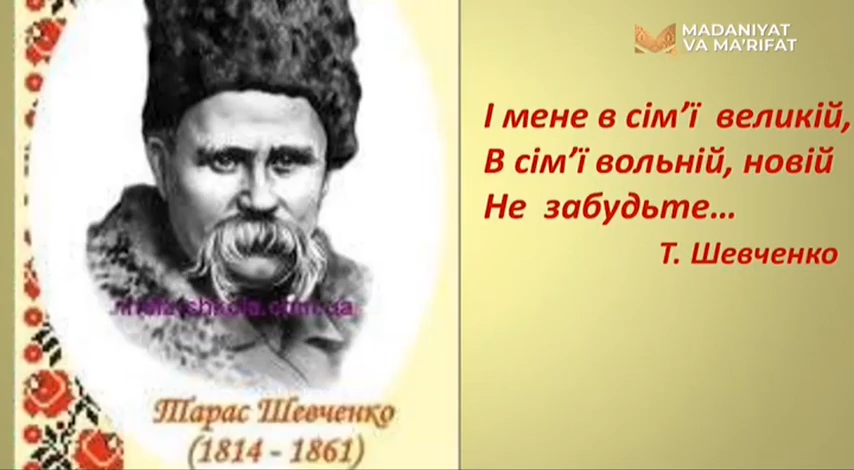 MADANIYAT
VA MA'RIFAT
І мене в сім’ї великій,
В сім’ї вольній, новій
Не забудьте...
Т. Шевченко
Тарас Шевченко
(1814 - 1861)